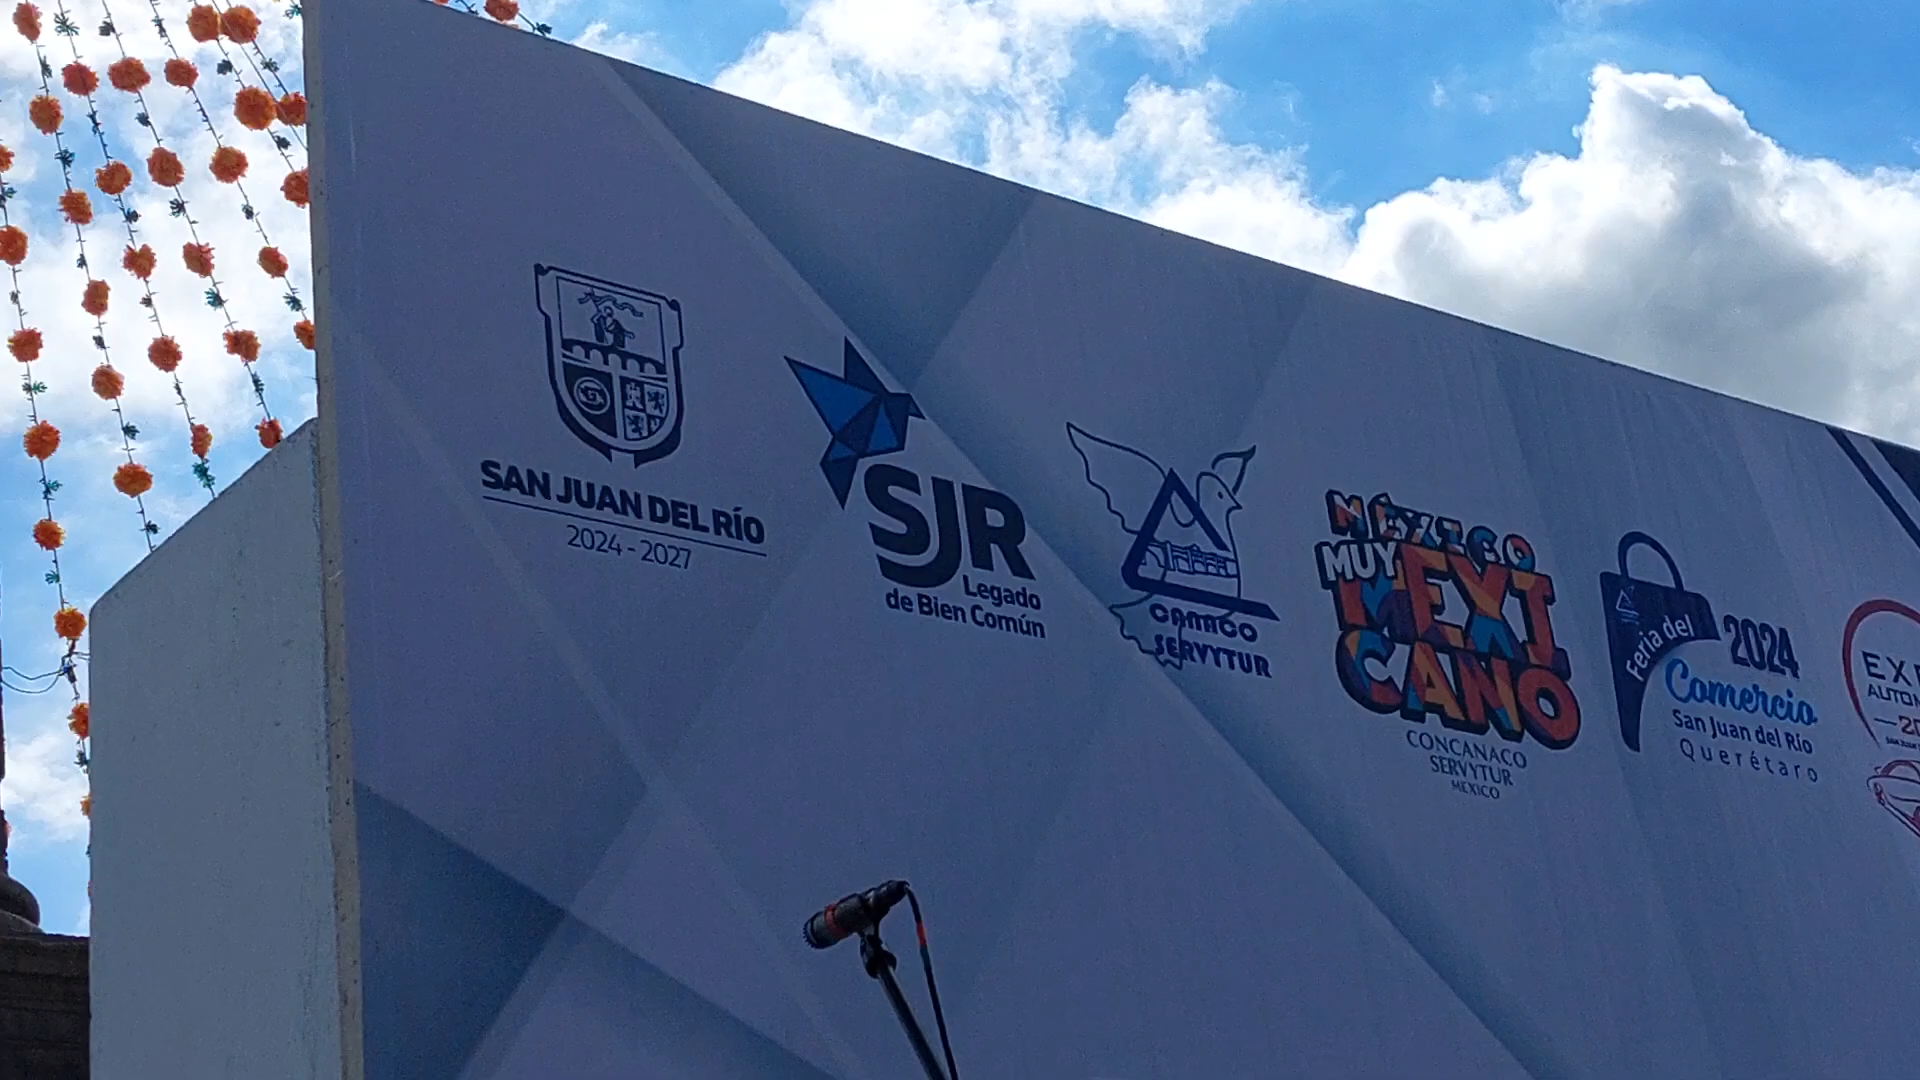 SAN JUAN DEL RÍO
2024 - 2027
SJR
Legado
de Bien Común
CANACO
SERVYTUR
MÉXICO
MUY
MEXI
CANO
CONCANACO
SERVYTUR
MEXICO
Feria del
2024
Comercio
San Juan del Río
Querétaro